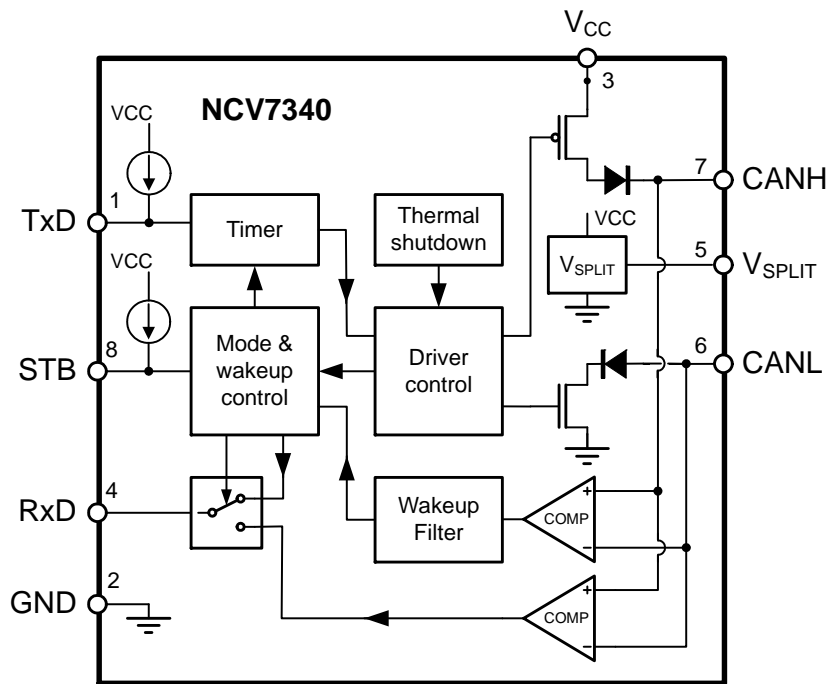 VCC
3
NCV7340
VCC
1
TxD
Timer
Thermal
shutdown
7
CANH
VCC
VSPLIT
5
VSPLIT
VCC
8
STB
Mode &
wakeup
control
Driver
control
6
CANL
4
RxD
Wakeup
Filter
+
COMP
−
2
GND
+
COMP
−